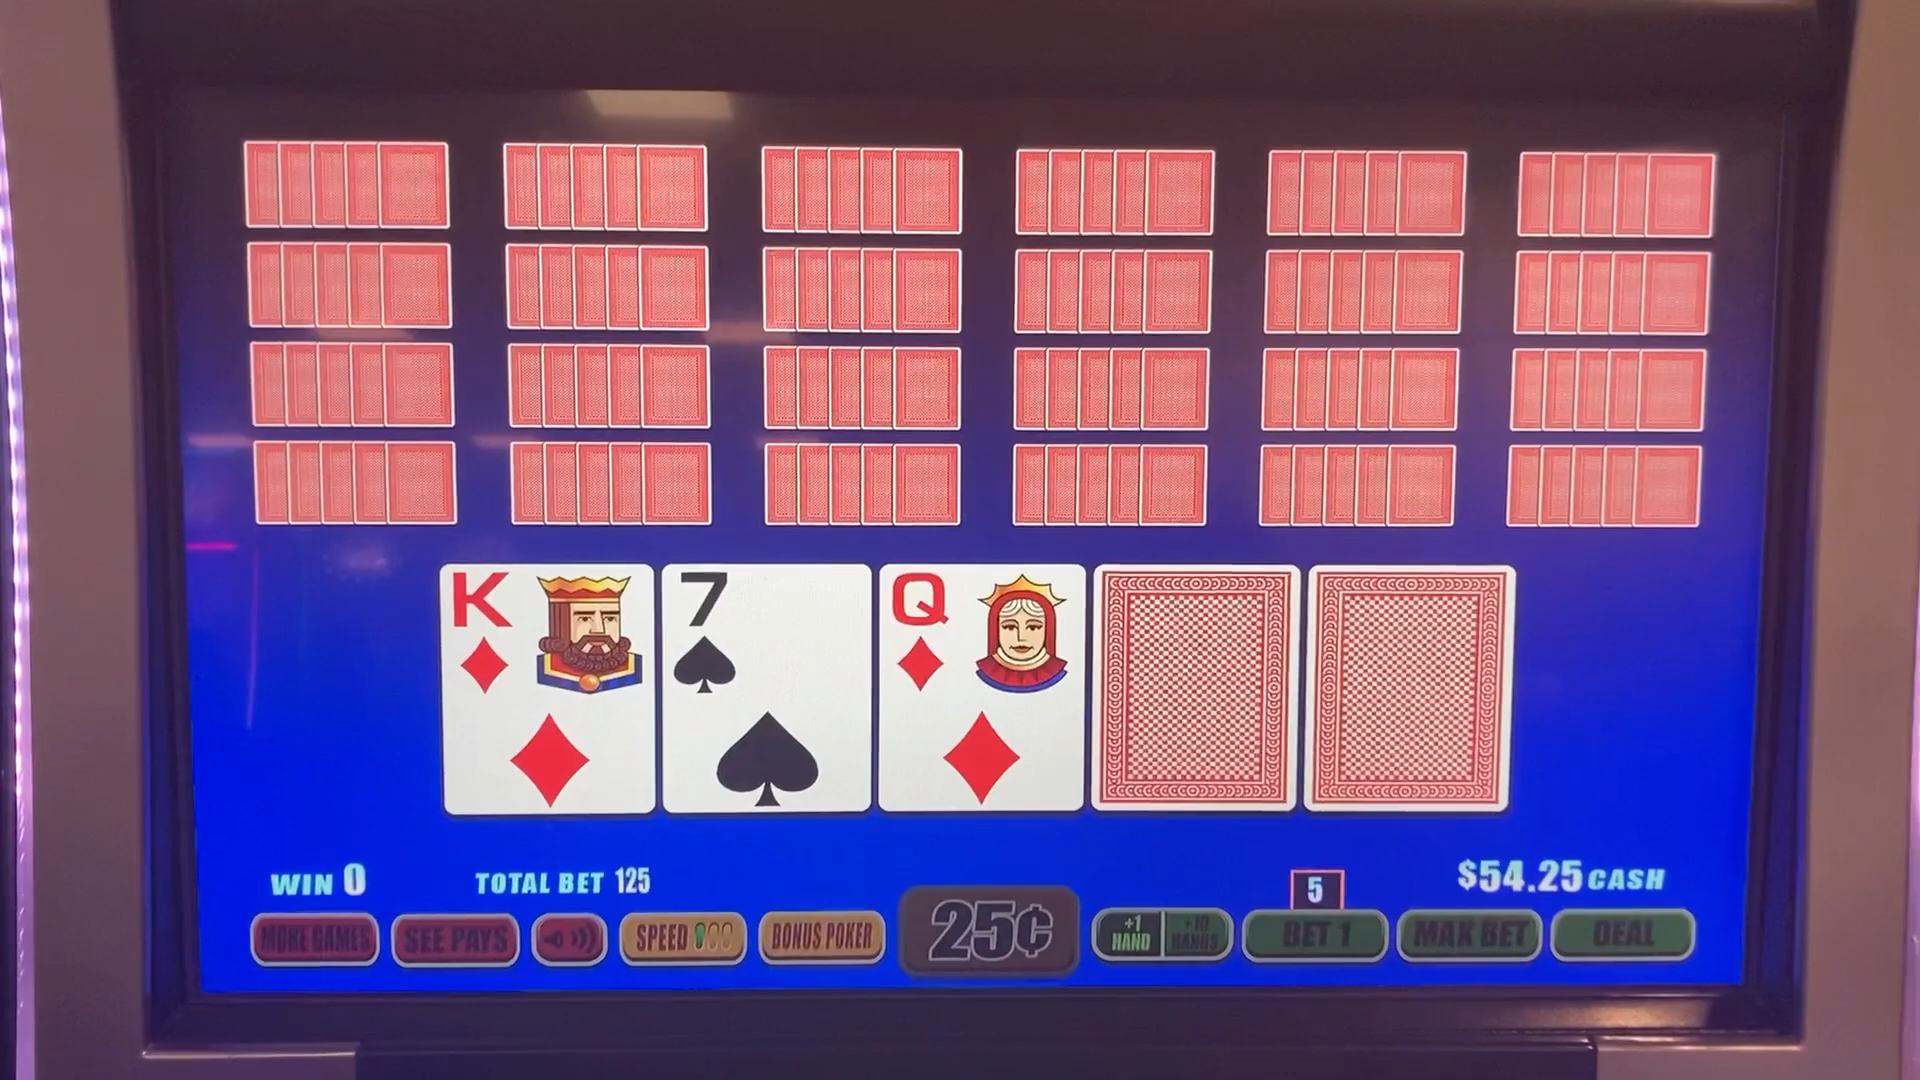 K 7 Q
WIN 0 TOTAL BET 125 5 $54.25 CASH
MORE GAMES SEE PAYS SPEED BONUS POKER 25¢ +1 HAND +10 HANDS BET 1 MAX BET DEAL